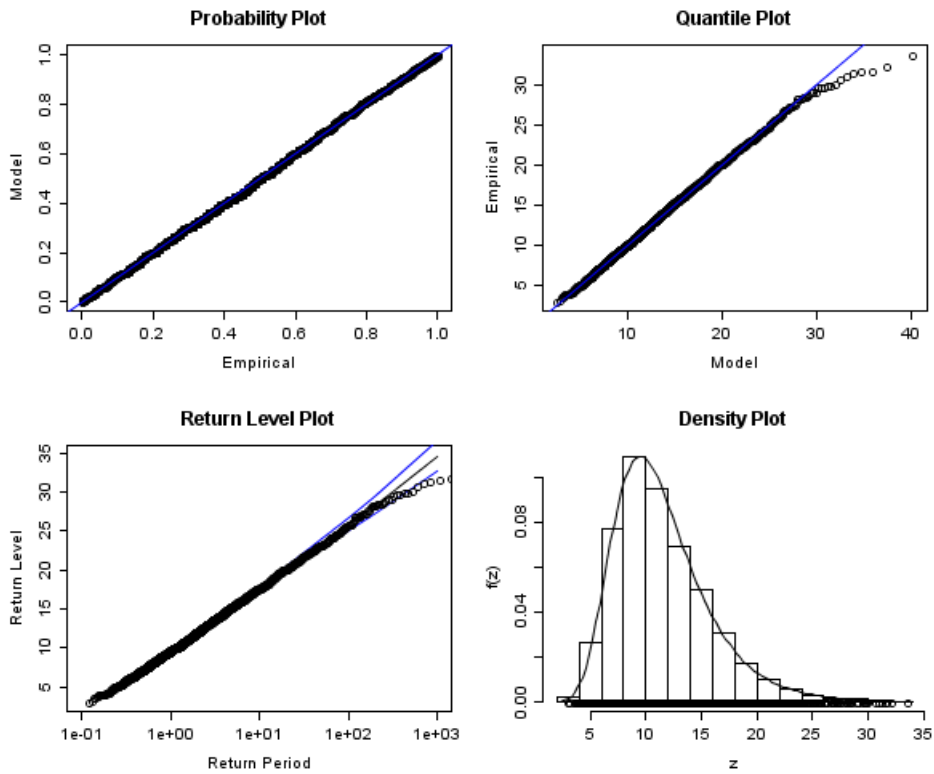 Probability Plot
Model
0.0 0.2 0.4 0.6 0.8 1.0
0.0 0.2 0.4 0.6 0.8 1.0
Empirical
Quantile Plot
Empirical
5 10 15 20 25 30
10 20 30 40
Model
Return Level Plot
Return Level
5 10 15 20 25 30 35
1e-01 1e+00 1e+01 1e+02 1e+03
Return Period
Density Plot
f(z)
0.00 0.04 0.08
5 10 15 20 25 30 35
z